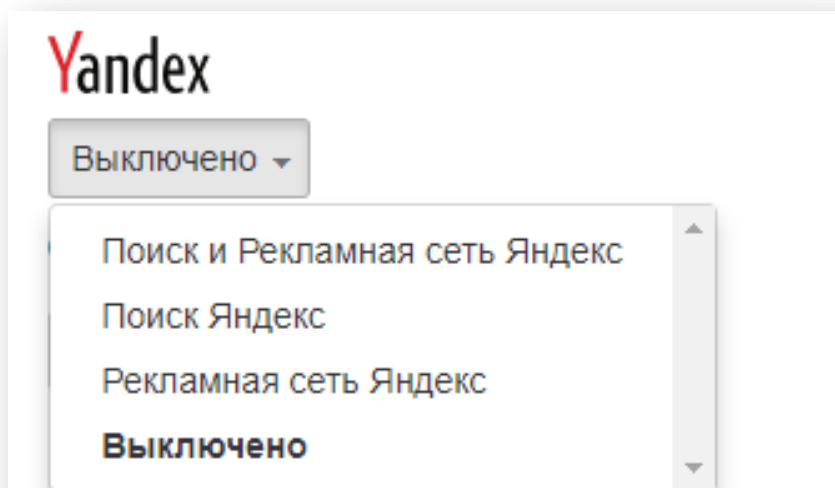 Yandex
Выключено
Поиск и Рекламная сеть Яндекс
Поиск Яндекс
Рекламная сеть Яндекс
Выключено